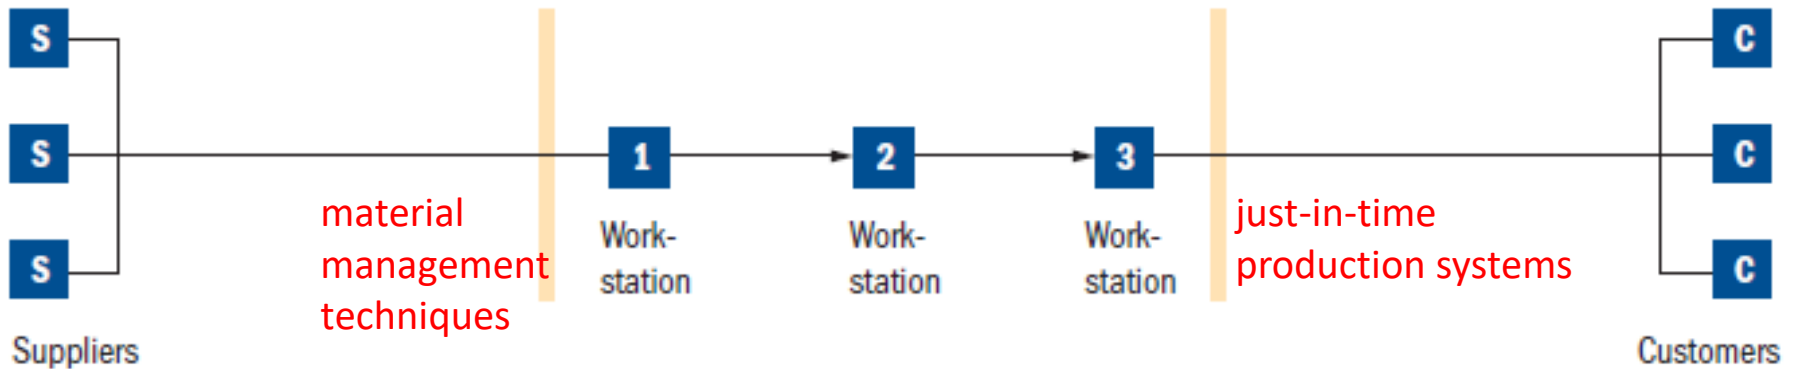 S
C
S
1
2
3
C
material
management
techniques
Work-
station
Work-
station
Work-
station
just-in-time
production systems
S
C
Suppliers
Customers